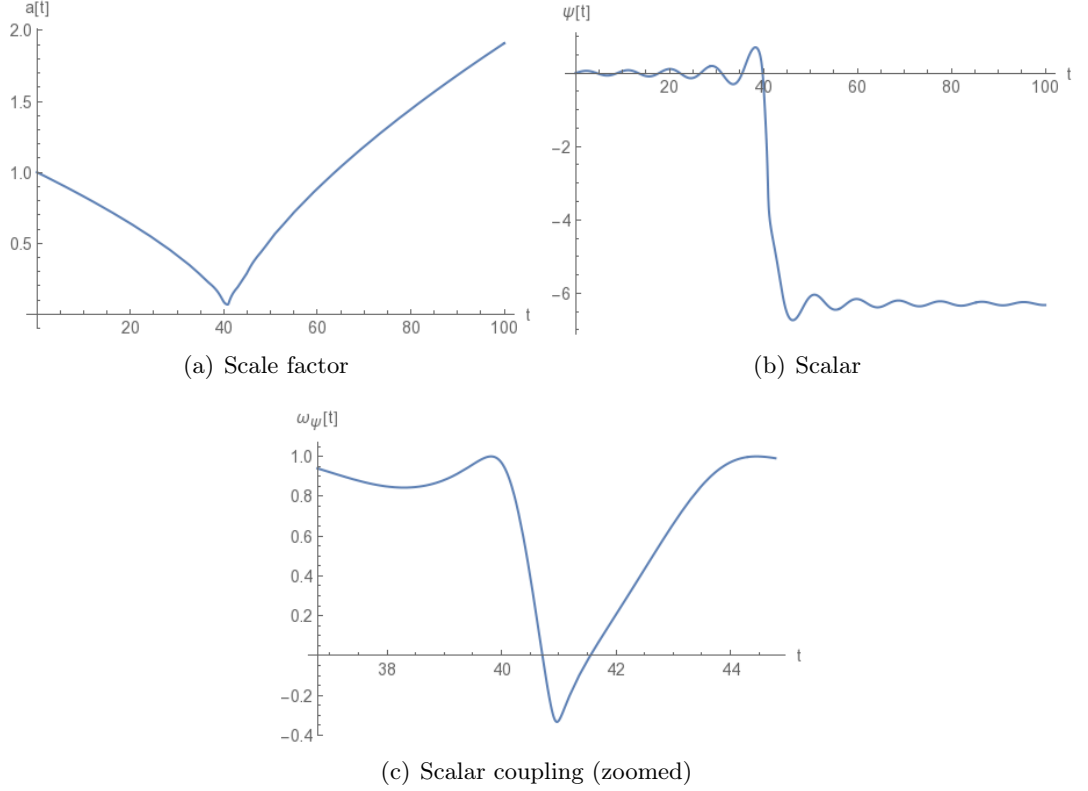 a[t]
2.0
1.5
1.0
0.5
20 40 60 80 100 t
(a) Scale factor
ψ[t]
20 40 60 80 100 t
−2
−4
−6
(b) Scalar
ωψ[t]
1.0
0.8
0.6
0.4
0.2
38 40 42 44 t
−0.2
−0.4
(c) Scalar coupling (zoomed)